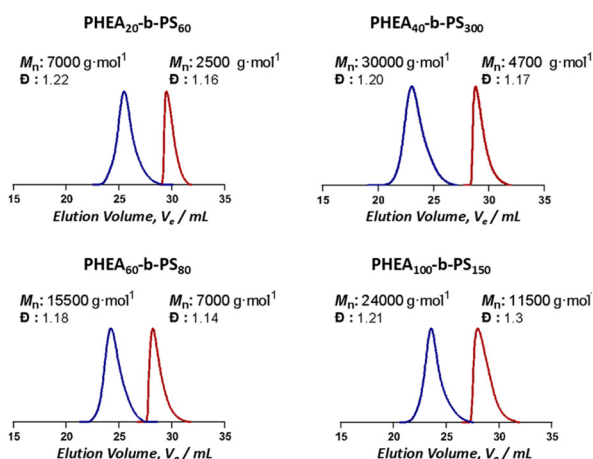 PHEA20-b-PS60
Mn: 7000 g·mol1
Đ : 1.22
Mn: 2500 g·mol1
Đ : 1.16
15 20 25 30 35
Elution Volume, Ve / mL
PHEA40-b-PS300
Mn: 30000 g·mol1
Đ : 1.20
Mn: 4700 g·mol1
Đ : 1.17
15 20 25 30 35
Elution Volume, Ve / mL
PHEA60-b-PS80
Mn: 15500 g·mol1
Đ : 1.18
Mn: 7000 g·mol1
Đ : 1.14
15 20 25 30 35
Elution Volume, Ve / mL
PHEA100-b-PS150
Mn: 24000 g·mol1
Đ : 1.21
Mn: 11500 g·mol1
Đ : 1.3
15 20 25 30 35
Elution Volume, Ve / mL